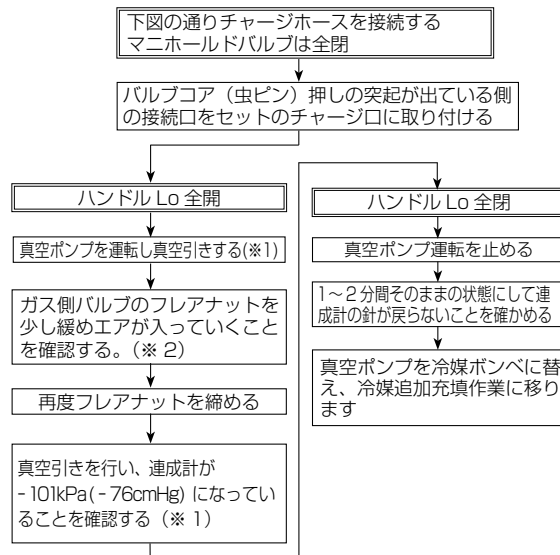 下図の通りチャージホースを接続する
マニホールドバルブは全閉
バルブコア（虫ピン）押しの突起が出ている側
の接続口をセットのチャージ口に取り付ける
ハンドル Lo 全開
真空ポンプを運転し真空引きする(※1)
ガス側バルブのフレアナットを
少し緩めエアが入っていくこと
を確認する。（※ 2）
再度フレアナットを締める
真空引きを行い、連成計が
-101kPa(-76cmHg) になってい
ることを確認する（※ 1）
ハンドル Lo 全閉
真空ポンプ運転を止める
1～2分間そのままの状態にして連
成計の針が戻らないことを確かめる
真空ポンプを冷媒ボンベに替
え、冷媒追加充填作業に移り
ます